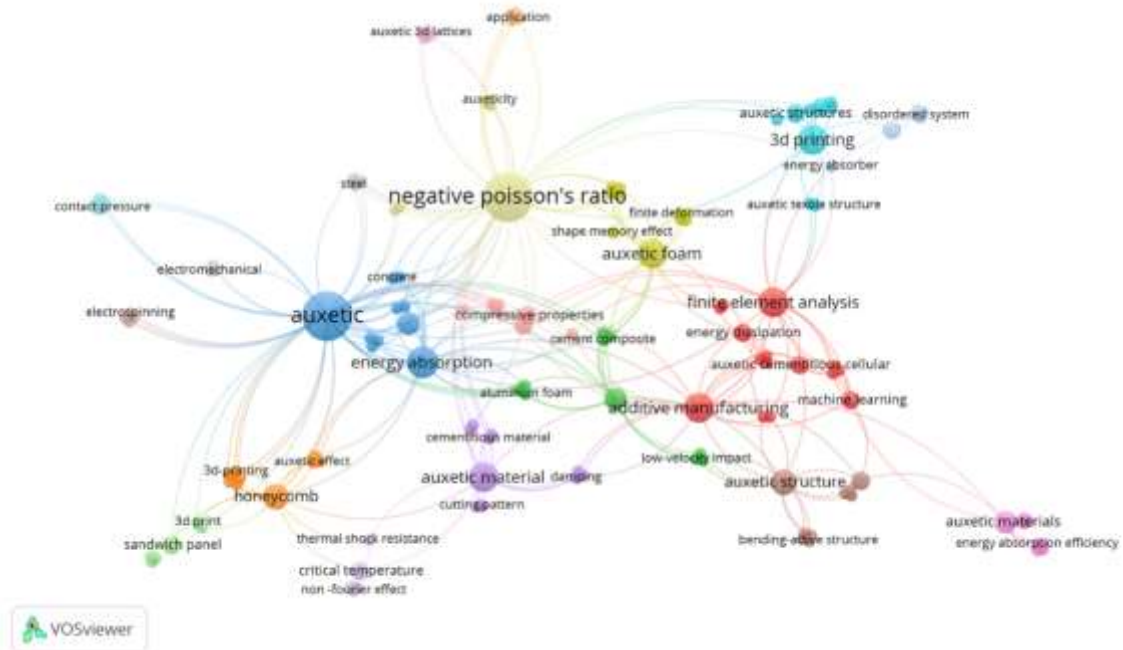 application
auxetic 3d lattices
auxeticity
auxetic structures
disordered system
3d printing
energy absorber
steel
negative poisson's ratio
contact pressure
finite deformation
auxetic textile structure
shape memory effect
auxetic foam
electromechanical
concrete
finite element analysis
electrospinning
auxetic
compressive properties
energy dissipation
cement composite
energy absorption
auxetic cementitious cellular
aluminum foam
machine learning
additive manufacturing
cementitious material
auxetic effect
low-velocity impact
3d-printing
auxetic material
damping
auxetic structure
honeycomb
cutting pattern
3d print
auxetic materials
thermal shock resistance
bending-active structure
sandwich panel
energy absorption efficiency
critical temperature
non -fourier effect
VOSviewer